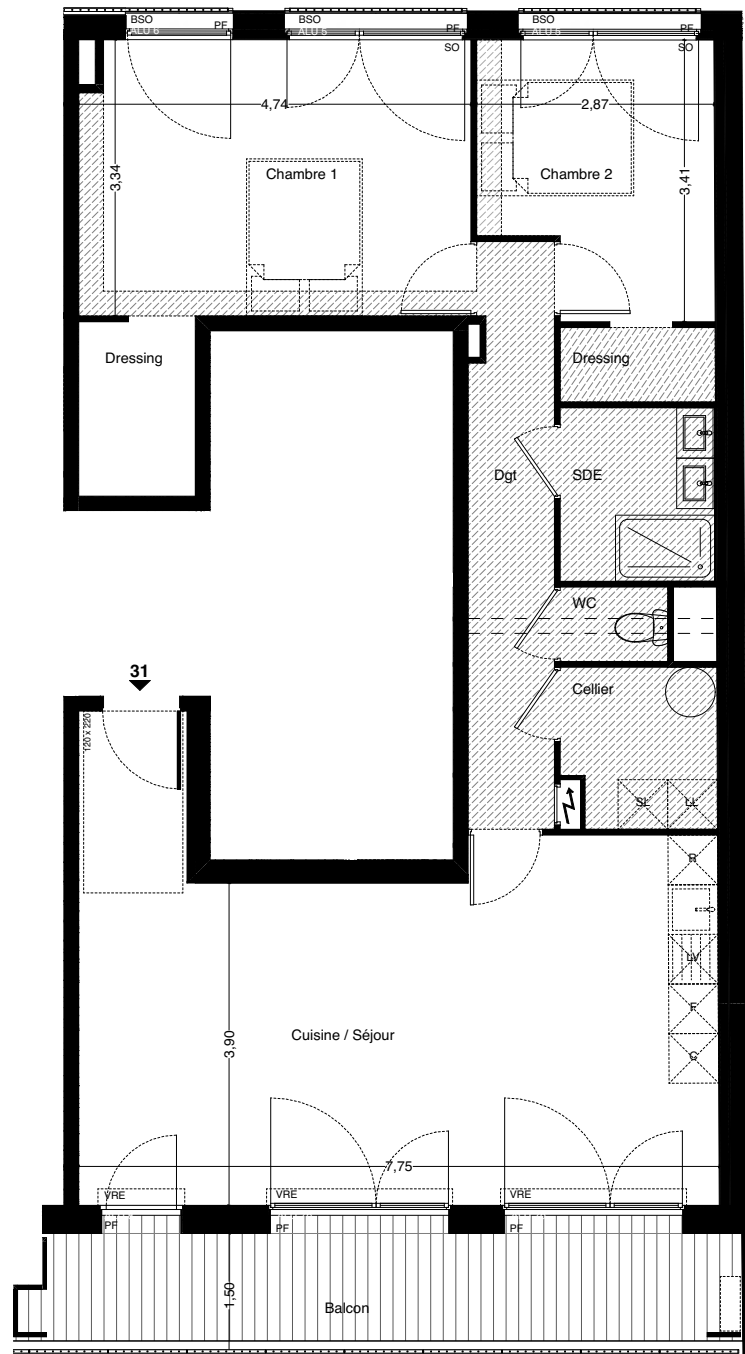 BSO
ALU 6
PF
BSO
ALU 6
PF
SO
BSO
ALU 6
PF
SO
4,74
2,87
3,34
Chambre 1
Chambre 2
3,41
Dressing
Dressing
Dgt
SDE
WC
31
Cellier
120 x 220
SL
LL
R
LV
F
C
Cuisine / Séjour
3,90
7,75
VRE
PF
VRE
PF
VRE
PF
1,50
Balcon